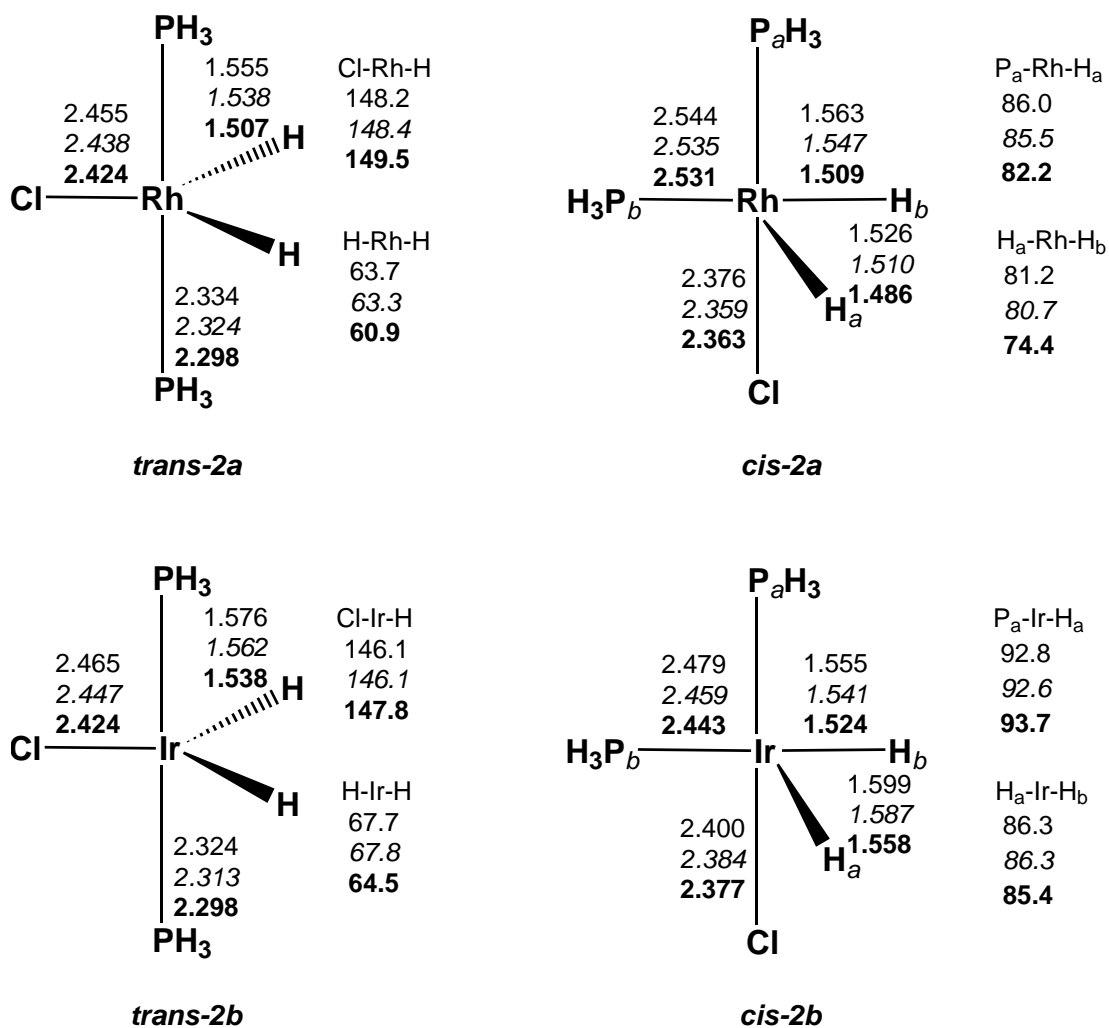 PH3
1.555
1.538
1.507
Cl-Rh-H
148.2
148.4
149.5
2.455
2.438
2.424
H
Cl
Rh
H
H-Rh-H
63.7
63.3
60.9
2.334
2.324
2.298
PH3
trans-2a
PaH3
2.544
2.535
2.531
1.563
1.547
1.509
Pa-Rh-Ha
86.0
85.5
82.2
H3Pb
Rh
Hb
1.526
1.510
1.486
Ha
Ha-Rh-Hb
81.2
80.7
74.4
2.376
2.359
2.363
Cl
cis-2a
PH3
1.576
1.562
1.538
Cl-Ir-H
146.1
146.1
147.8
2.465
2.447
2.424
H
Cl
Ir
H
H-Ir-H
67.7
67.8
64.5
2.324
2.313
2.298
PH3
trans-2b
PaH3
2.479
2.459
2.443
1.555
1.541
1.524
Pa-Ir-Ha
92.8
92.6
93.7
H3Pb
Ir
Hb
1.599
1.587
1.558
Ha
Ha-Ir-Hb
86.3
86.3
85.4
2.400
2.384
2.377
Cl
cis-2b